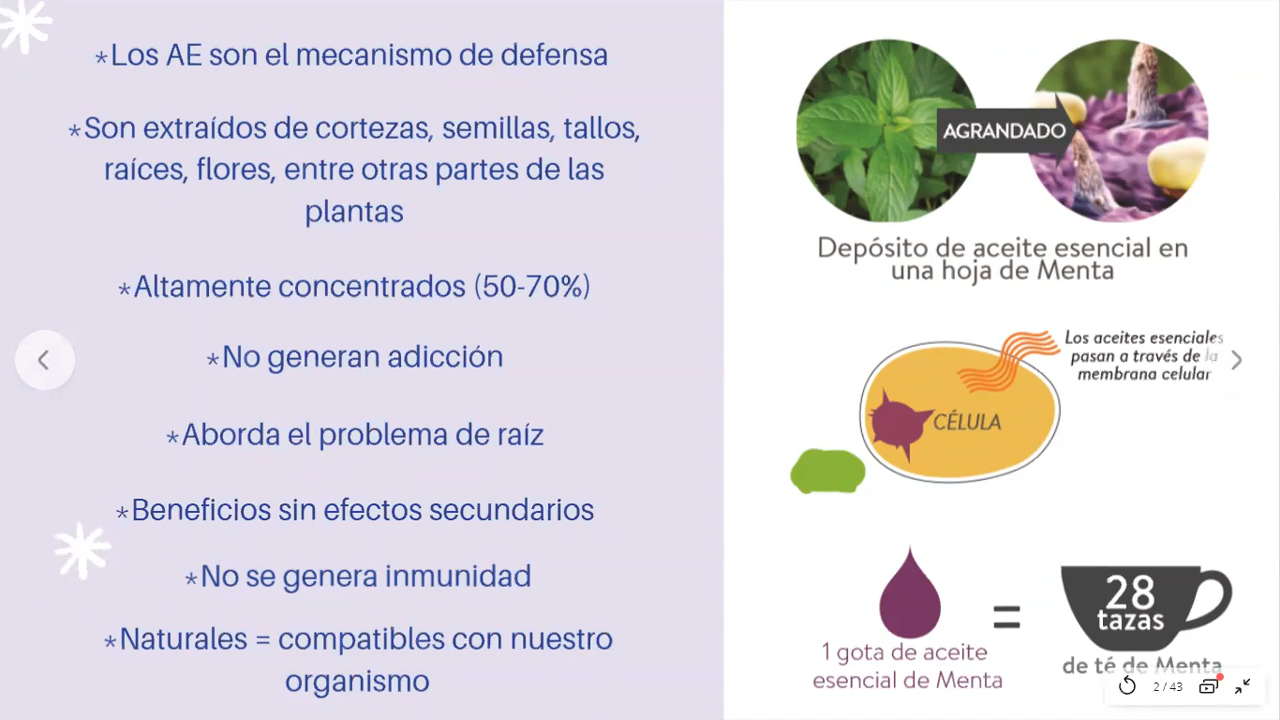 *Los AE son el mecanismo de defensa
*Son extraídos de cortezas, semillas, tallos,
raíces, flores, entre otras partes de las
plantas
*Altamente concentrados (50-70%)
*No generan adicción
*Aborda el problema de raíz
*Beneficios sin efectos secundarios
*No se genera inmunidad
*Naturales = compatibles con nuestro
organismo
AGRANDADO
Depósito de aceite esencial en
una hoja de Menta
Los aceites esenciales
pasan a través de la
membrana celular
CÉLULA
1 gota de aceite
esencial de Menta
=
28
tazas
de té de Menta
2 / 43